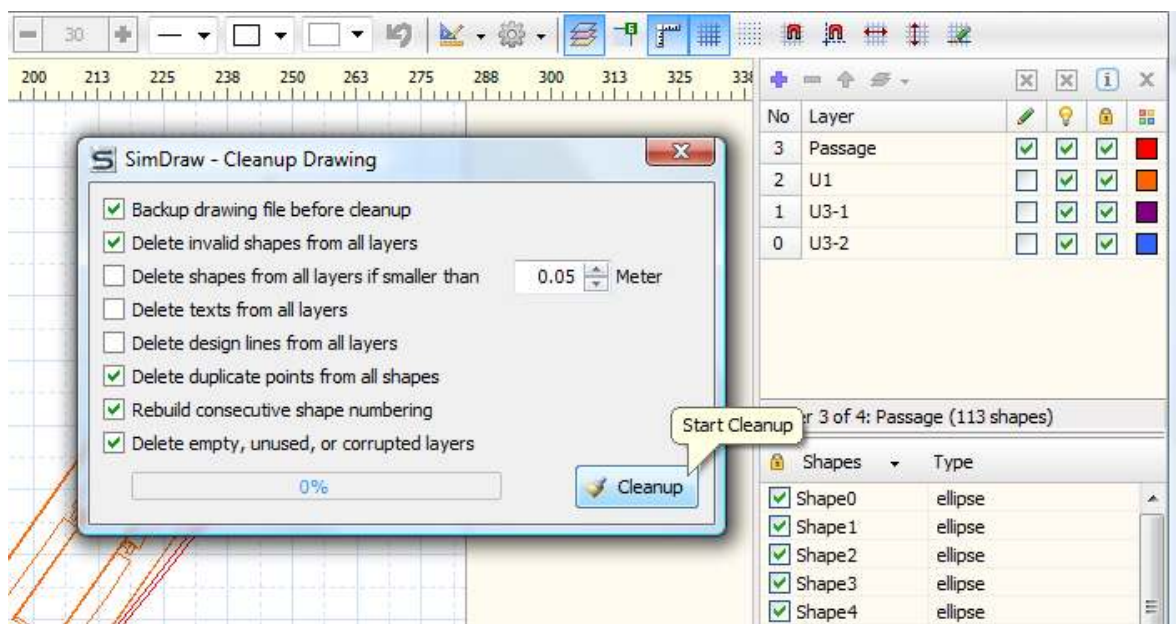 30
200 213 225 238 250 263 275 288 300 313 325
SimDraw - Cleanup Drawing
Backup drawing file before cleanup
Delete invalid shapes from all layers
Delete shapes from all layers if smaller than 0.05 Meter
Delete texts from all layers
Delete design lines from all layers
Delete duplicate points from all shapes
Rebuild consecutive shape numbering
Delete empty, unused, or corrupted layers
0% Cleanup
Start Cleanup
No Layer
3 Passage
2 U1
1 U3-1
0 U3-2
3 of 4: Passage (113 shapes)
Shapes Type
Shape0 ellipse
Shape1 ellipse
Shape2 ellipse
Shape3 ellipse
Shape4 ellipse